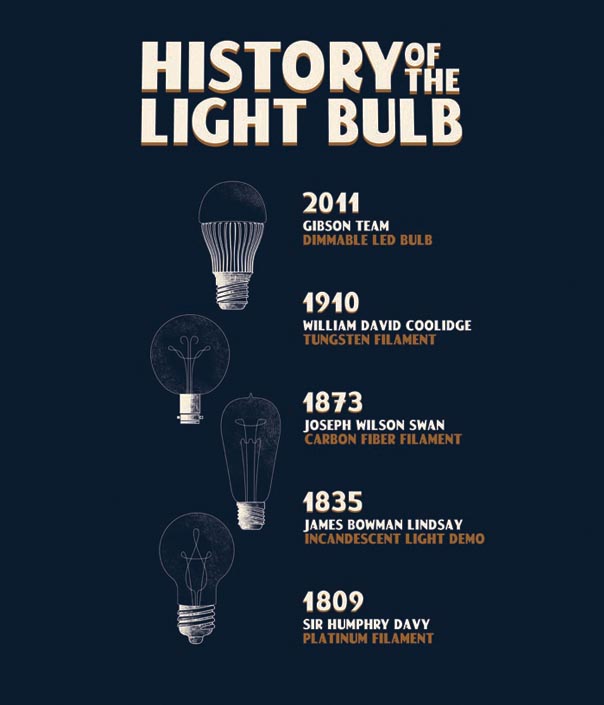 HISTORY OF THE
LIGHT BULB
2011
GIBSON TEAM
DIMMABLE LED BULB
1910
WILLIAM DAVID COOLIDGE
TUNGSTEN FILAMENT
1873
JOSEPH WILSON SWAN
CARBON FIBER FILAMENT
1835
JAMES BOWMAN LINDSAY
INCANDESCENT LIGHT DEMO
1809
SIR HUMPHRY DAVY
PLATINUM FILAMENT